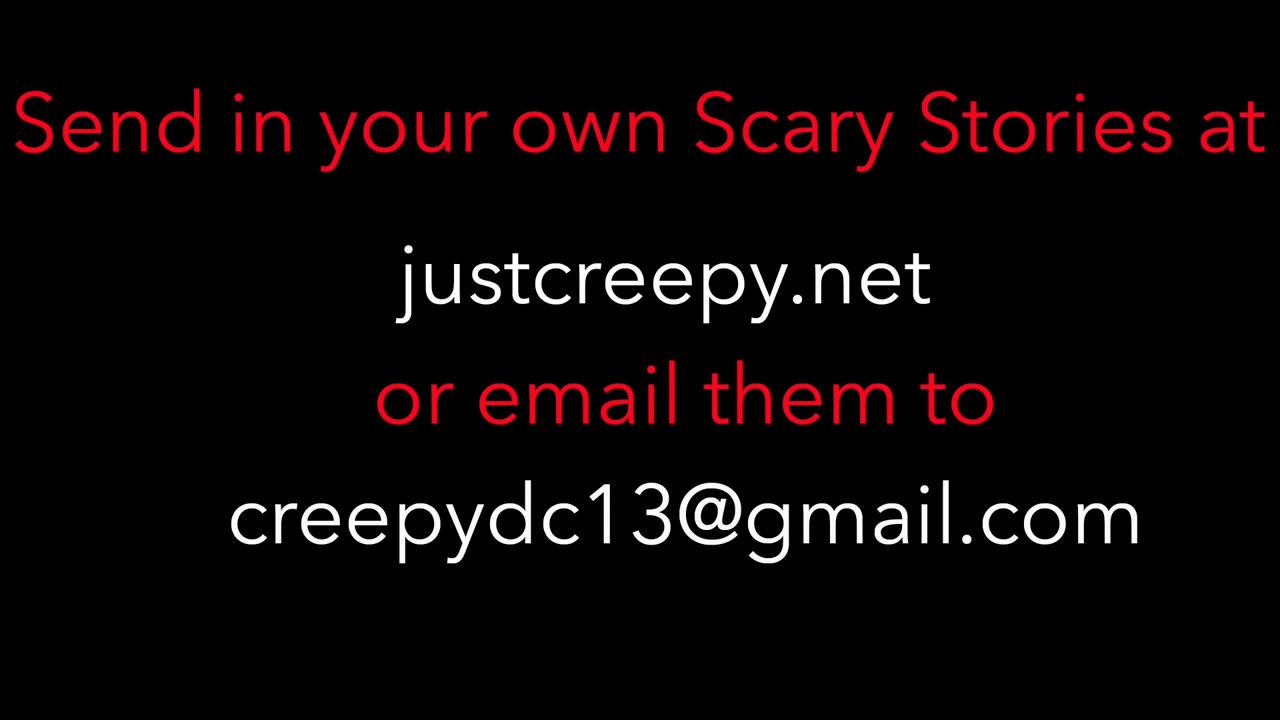 Send in your own Scary Stories at
justcreepy.net
or email them to
creepydc13@gmail.com